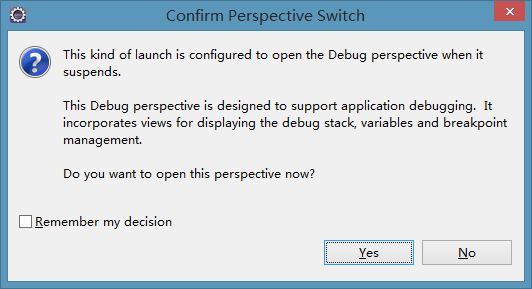 Confirm Perspective Switch
This kind of launch is configured to open the Debug perspective when it
suspends.
This Debug perspective is designed to support application debugging.  It
incorporates views for displaying the debug stack, variables and breakpoint
management.
Do you want to open this perspective now?
Remember my decision
Yes No